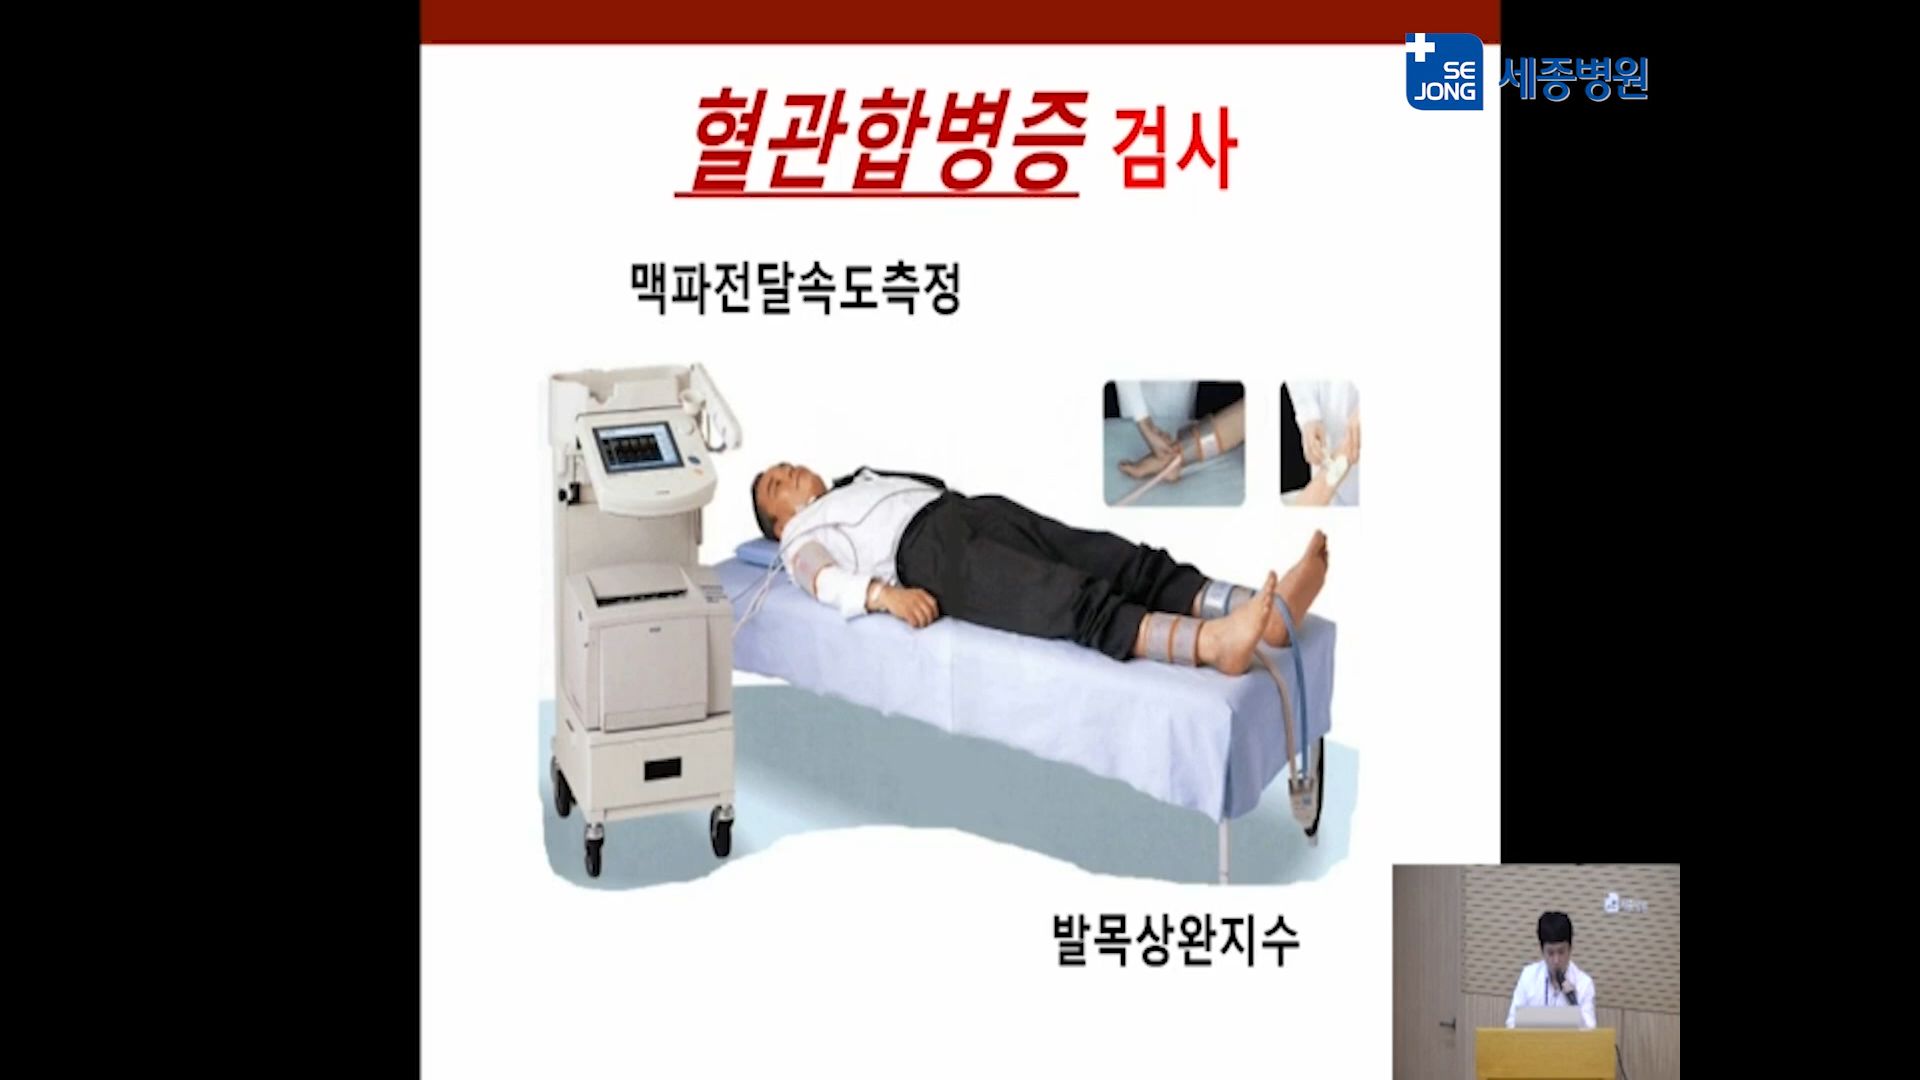 혈관합병증 검사
SE
JONG
세종병원
맥파전달속도측정
발목상완지수